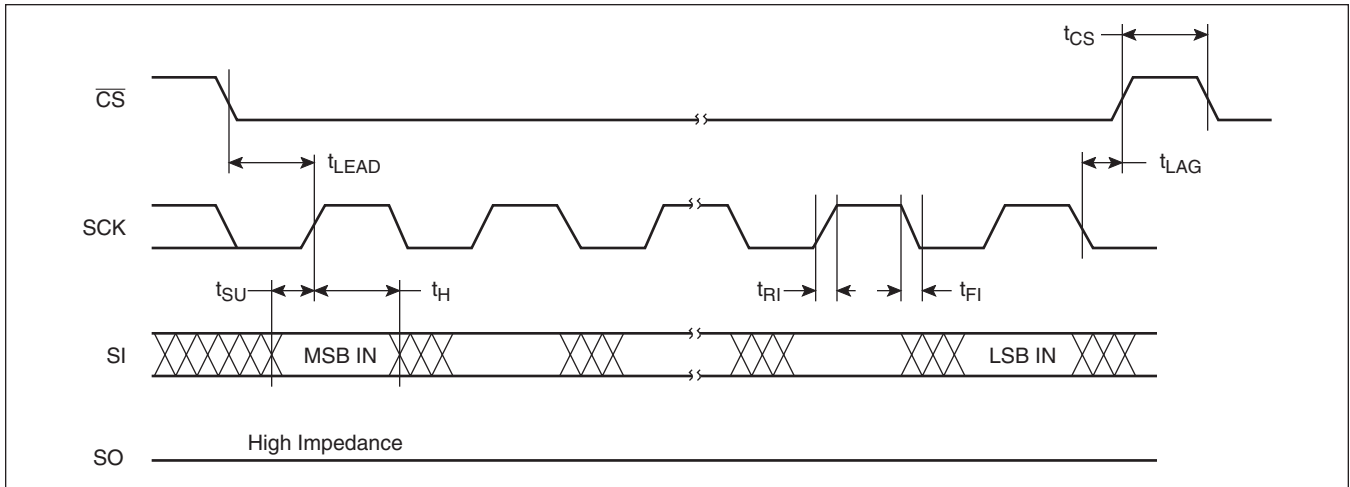 tCS
CS
tLEAD
tLAG
SCK
tSU
tH
tRI
tFI
SI
MSB IN
LSB IN
High Impedance
SO